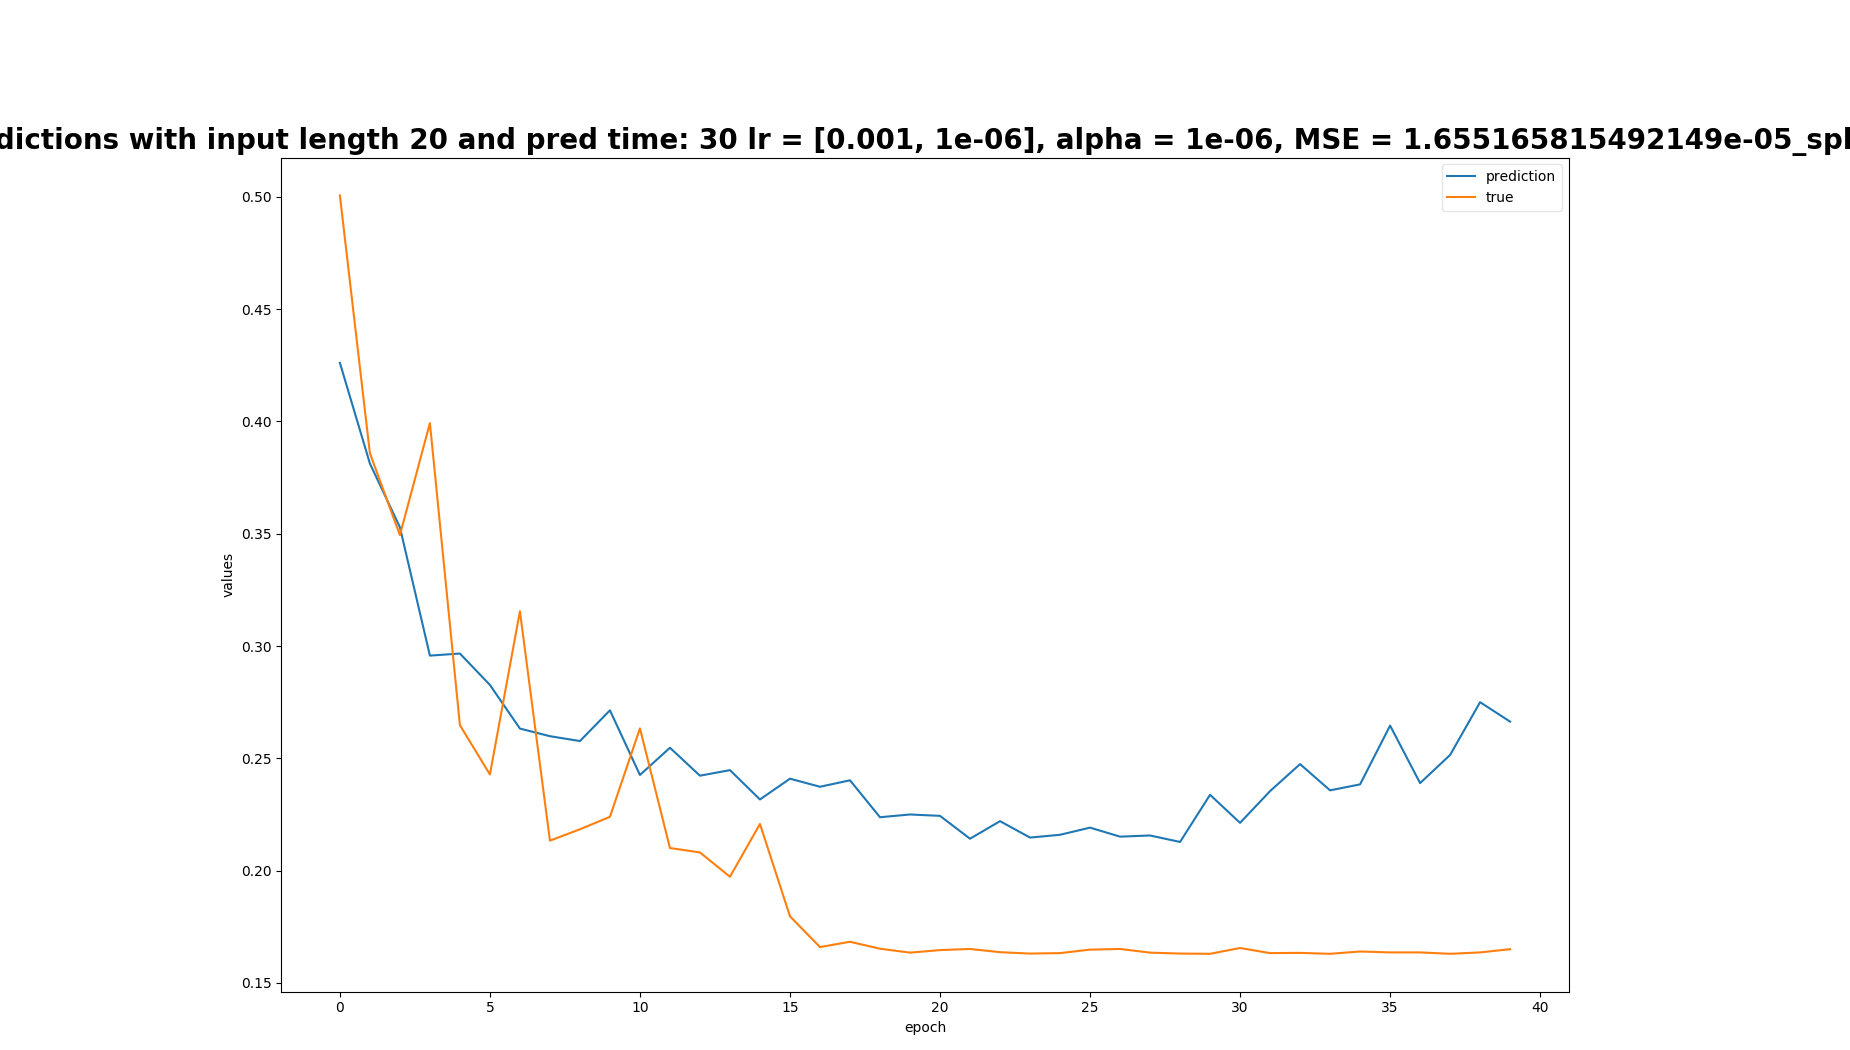 dictions with input length 20 and pred time: 30 lr = [0.001, 1e-06], alpha = 1e-06, MSE = 1.655165815492149e-05_spl
prediction
true
0.50
0.45
0.40
0.35
0.30
0.25
0.20
0.15
values
0 5 10 15 20 25 30 35 40
epoch